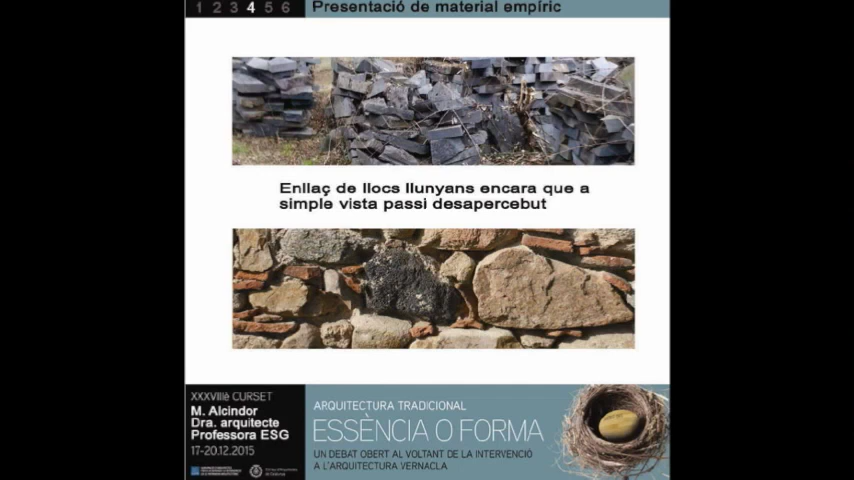 1 2 3 4 5 6
Presentació de material empíric
Enllaç de llocs llunyans encara que a
simple vista passi desapercebut
XXXVIIIè CURSET
M. Alcindor
Dra. arquitecte
Professora ESG
17-20.12.2015
ARQUITECTURA TRADICIONAL
ESSÈNCIA O FORMA
UN DEBAT OBERT AL VOLTANT DE LA INTERVENCIÓ
A L'ARQUITECTURA VERNACLA